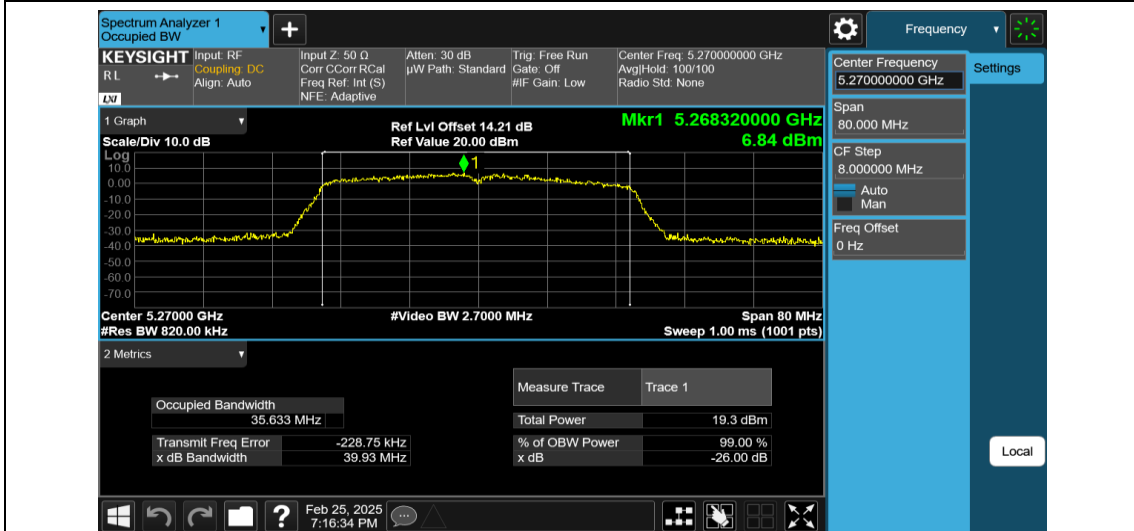 Spectrum Analyzer 1
Occupied BW
+
Frequency
KEYSIGHT
R L
LXI
Input: RF
Coupling: DC
Align: Auto
Input Z: 50 Ω
Corr CCorr RCal
Freq Ref: Int (S)
NFE: Adaptive
Atten: 30 dB
µW Path: Standard
Trig: Free Run
Gate: Off
#IF Gain: Low
Center Freq: 5.270000000 GHz
Avg|Hold: 100/100
Radio Std: None
Center Frequency
5.270000000 GHz
Settings
Span
80.000 MHz
CF Step
8.000000 MHz
Auto
Man
Freq Offset
0 Hz
1 Graph
Scale/Div 10.0 dB
Ref Lvl Offset 14.21 dB
Ref Value 20.00 dBm
Mkr1 5.268320000 GHz
6.84 dBm
Log
10.0
0.00
-10.0
-20.0
-30.0
-40.0
-50.0
-60.0
-70.0
1
Center 5.27000 GHz
#Res BW 820.00 kHz
#Video BW 2.7000 MHz
Span 80 MHz
Sweep 1.00 ms (1001 pts)
2 Metrics
Occupied Bandwidth
35.633 MHz
Transmit Freq Error -228.75 kHz
x dB Bandwidth 39.93 MHz
Measure Trace Trace 1
Total Power 19.3 dBm
% of OBW Power 99.00 %
x dB -26.00 dB
Local
?
Feb 25, 2025
7:16:34 PM